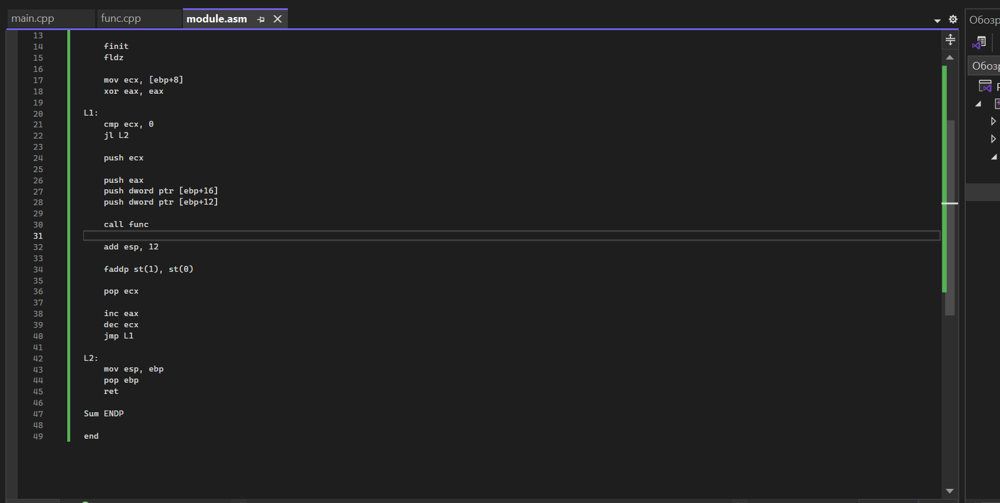 main.cpp
func.cpp
module.asm
13
14 finit
15 fldz
16
17 mov ecx, [ebp+8]
18 xor eax, eax
19
20 L1:
21 cmp ecx, 0
22 jl L2
23
24 push ecx
25
26 push eax
27 push dword ptr [ebp+16]
28 push dword ptr [ebp+12]
29
30 call func
31
32 add esp, 12
33
34 faddp st(1), st(0)
35
36 pop ecx
37
38 inc eax
39 dec ecx
40 jmp L1
41
42 L2:
43 mov esp, ebp
44 pop ebp
45 ret
46
47 Sum ENDP
48
49 end
Обозр
Обозр